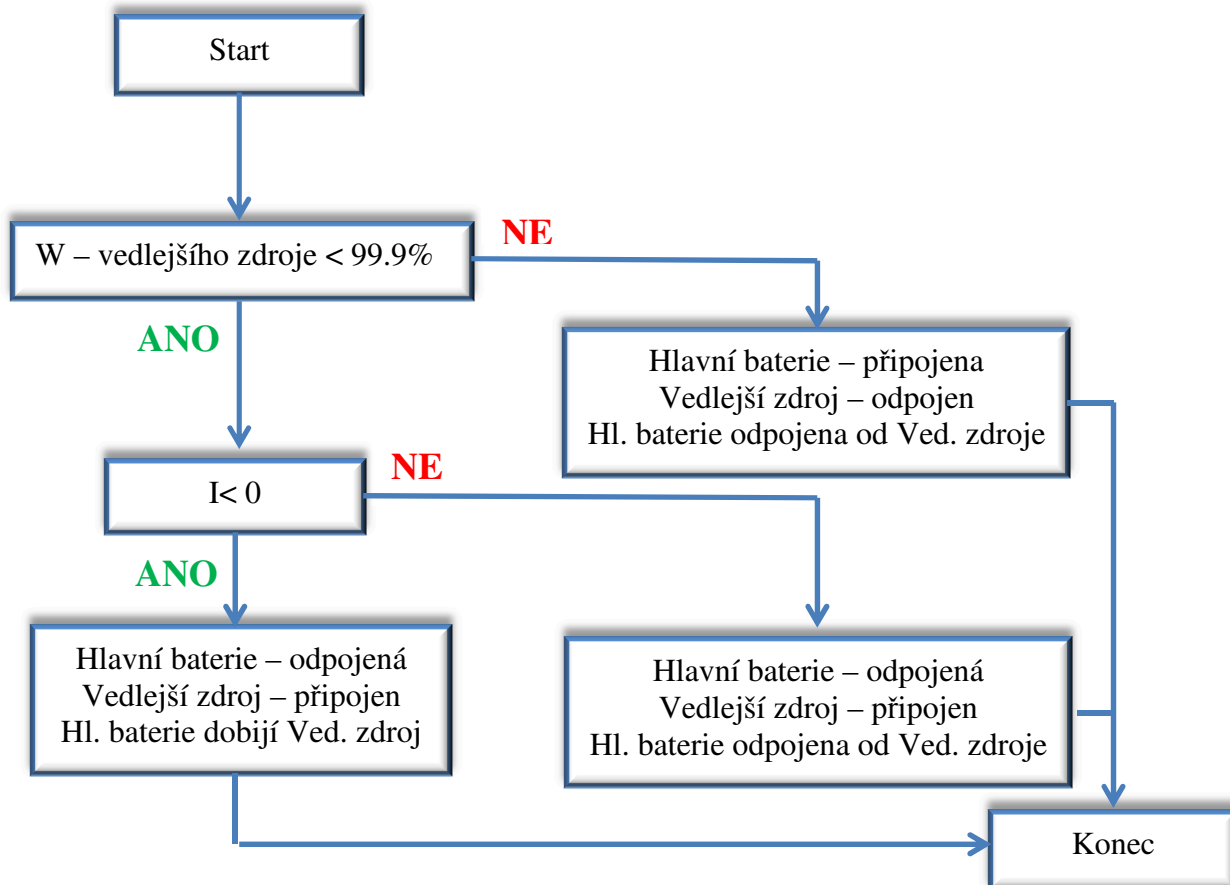 Start
W – vedlejšího zdroje < 99.9%
NE
ANO
Hlavní baterie – připojena
Vedlejší zdroj – odpojen
Hl. baterie odpojena od Ved. zdroje
I< 0
NE
ANO
Hlavní baterie – odpojená
Vedlejší zdroj – připojen
Hl. baterie dobijí Ved. zdroj
Hlavní baterie – odpojená
Vedlejší zdroj – připojen
Hl. baterie odpojena od Ved. zdroje
Konec